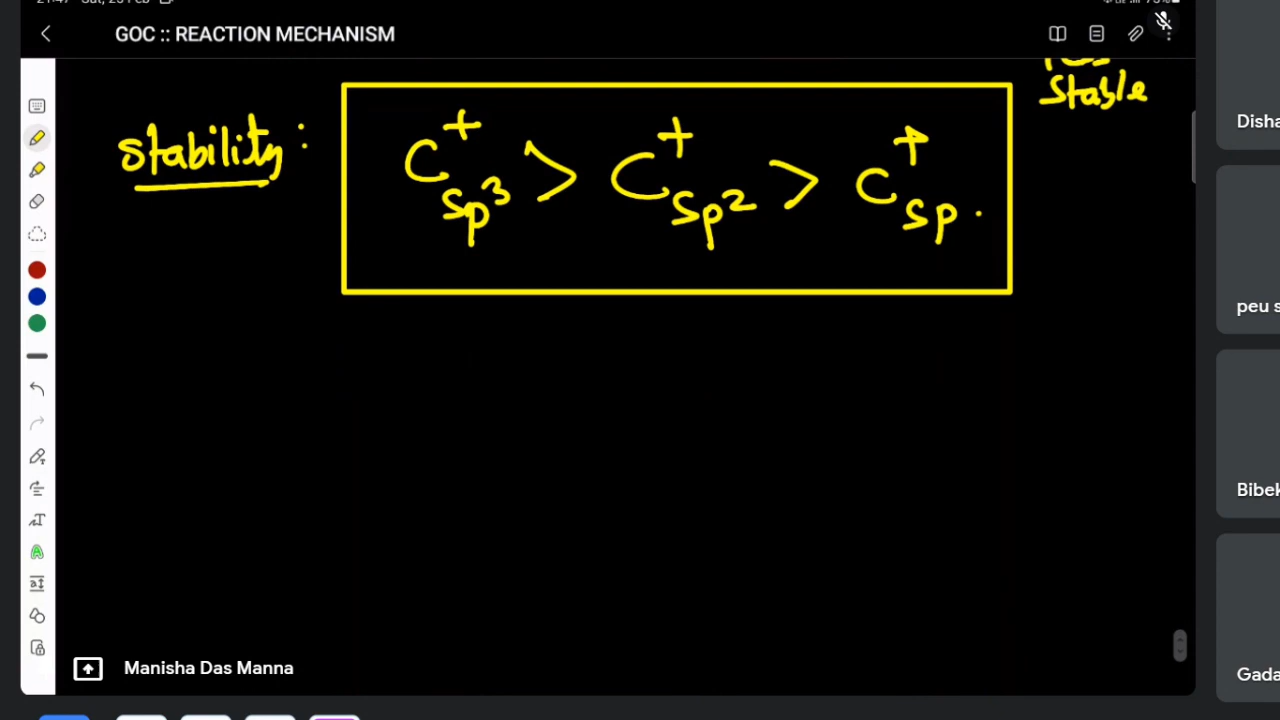 GOC :: REACTION MECHANISM
Stable
stability :
C⁺sp³ > C⁺sp² > C⁺sp.
Disha
peu s
Bibek
Gada
Manisha Das Manna